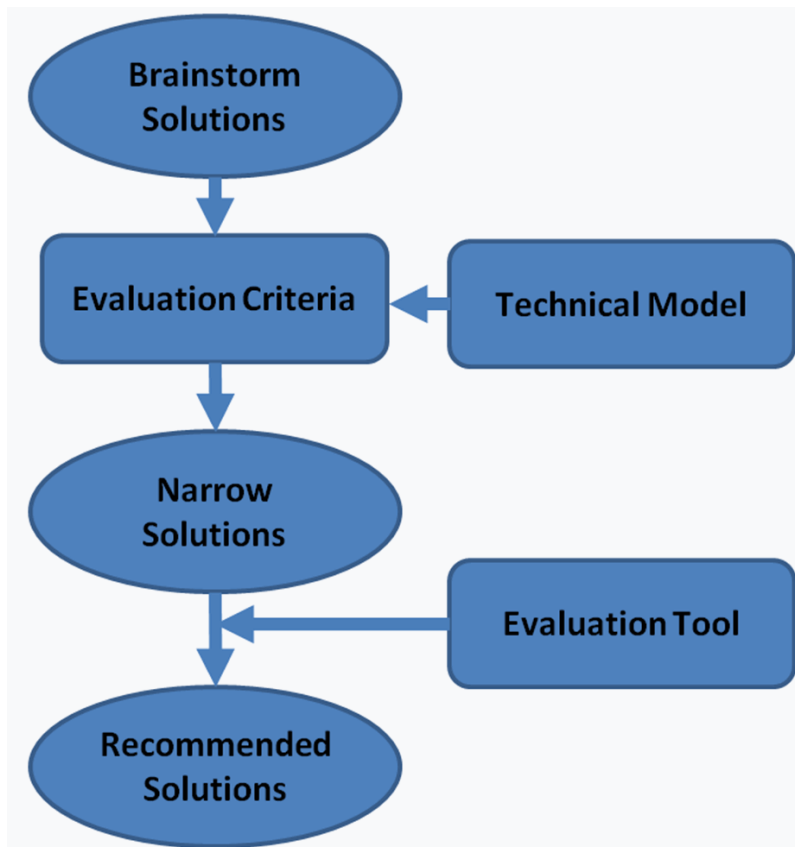 Brainstorm
Solutions
Evaluation Criteria
Technical Model
Narrow
Solutions
Evaluation Tool
Recommended
Solutions